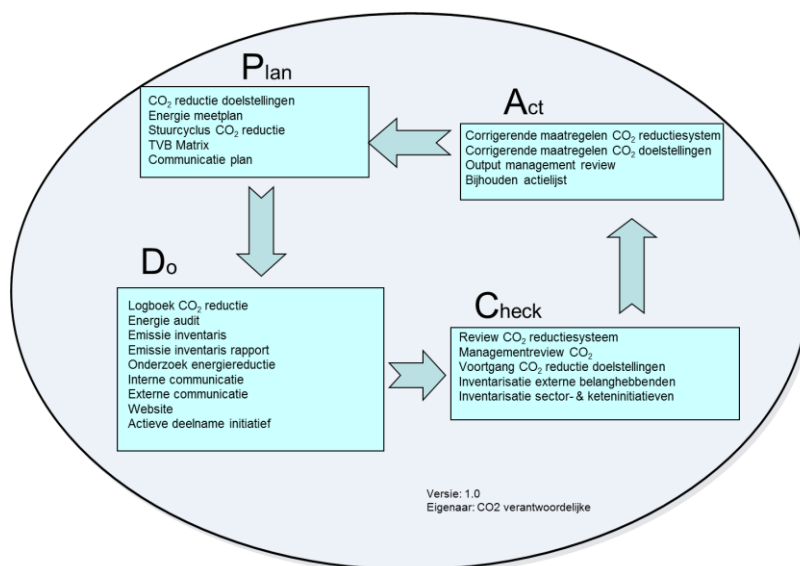 Plan
CO₂ reductie doelstellingen
Energie meetplan
Stuurcyclus CO₂ reductie
TVB Matrix
Communicatie plan
Act
Corrigerende maatregelen CO₂ reductiesystem
Corrigerende maatregelen CO₂ doelstellingen
Output management review
Bijhouden actielijst
Do
Logboek CO₂ reductie
Energie audit
Emissie inventaris
Emissie inventaris rapport
Onderzoek energiereductie
Interne communicatie
Externe communicatie
Website
Actieve deelname initiatief
Check
Review CO₂ reductiesysteem
Managementreview CO₂
Voortgang CO₂ reductie doelstellingen
Inventarisatie externe belanghebbenden
Inventarisatie sector- & keteninitiatieven
Versie: 1.0
Eigenaar: CO2 verantwoordelijke